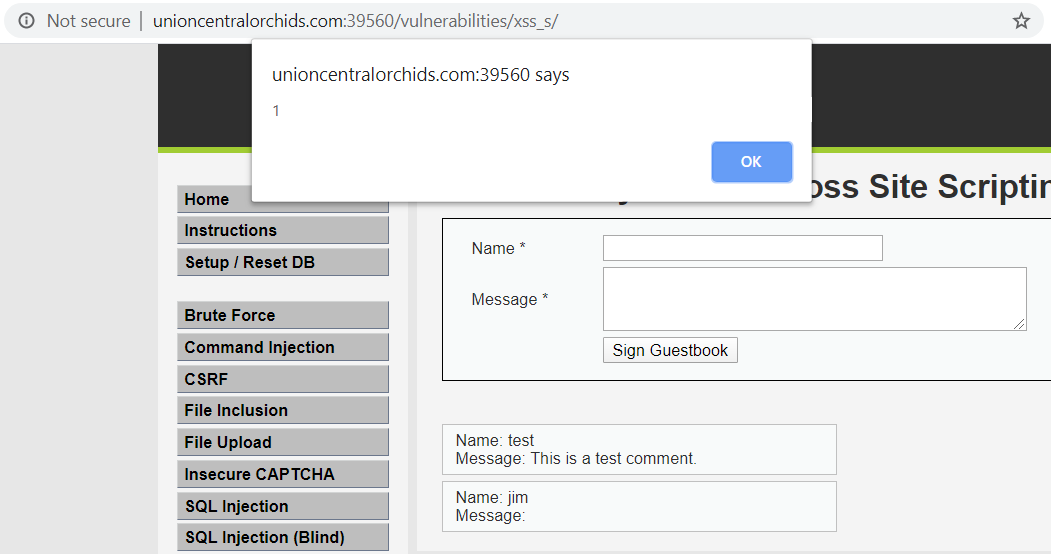 Not secure | unioncentralorchids.com:39560/vulnerabilities/xss_s/
unioncentralorchids.com:39560 says
1
OK
oss Site Scriptin
Home
Instructions
Setup / Reset DB
Brute Force
Command Injection
CSRF
File Inclusion
File Upload
Insecure CAPTCHA
SQL Injection
SQL Injection (Blind)
Name *
Message *
Sign Guestbook
Name: test
Message: This is a test comment.
Name: jim
Message: